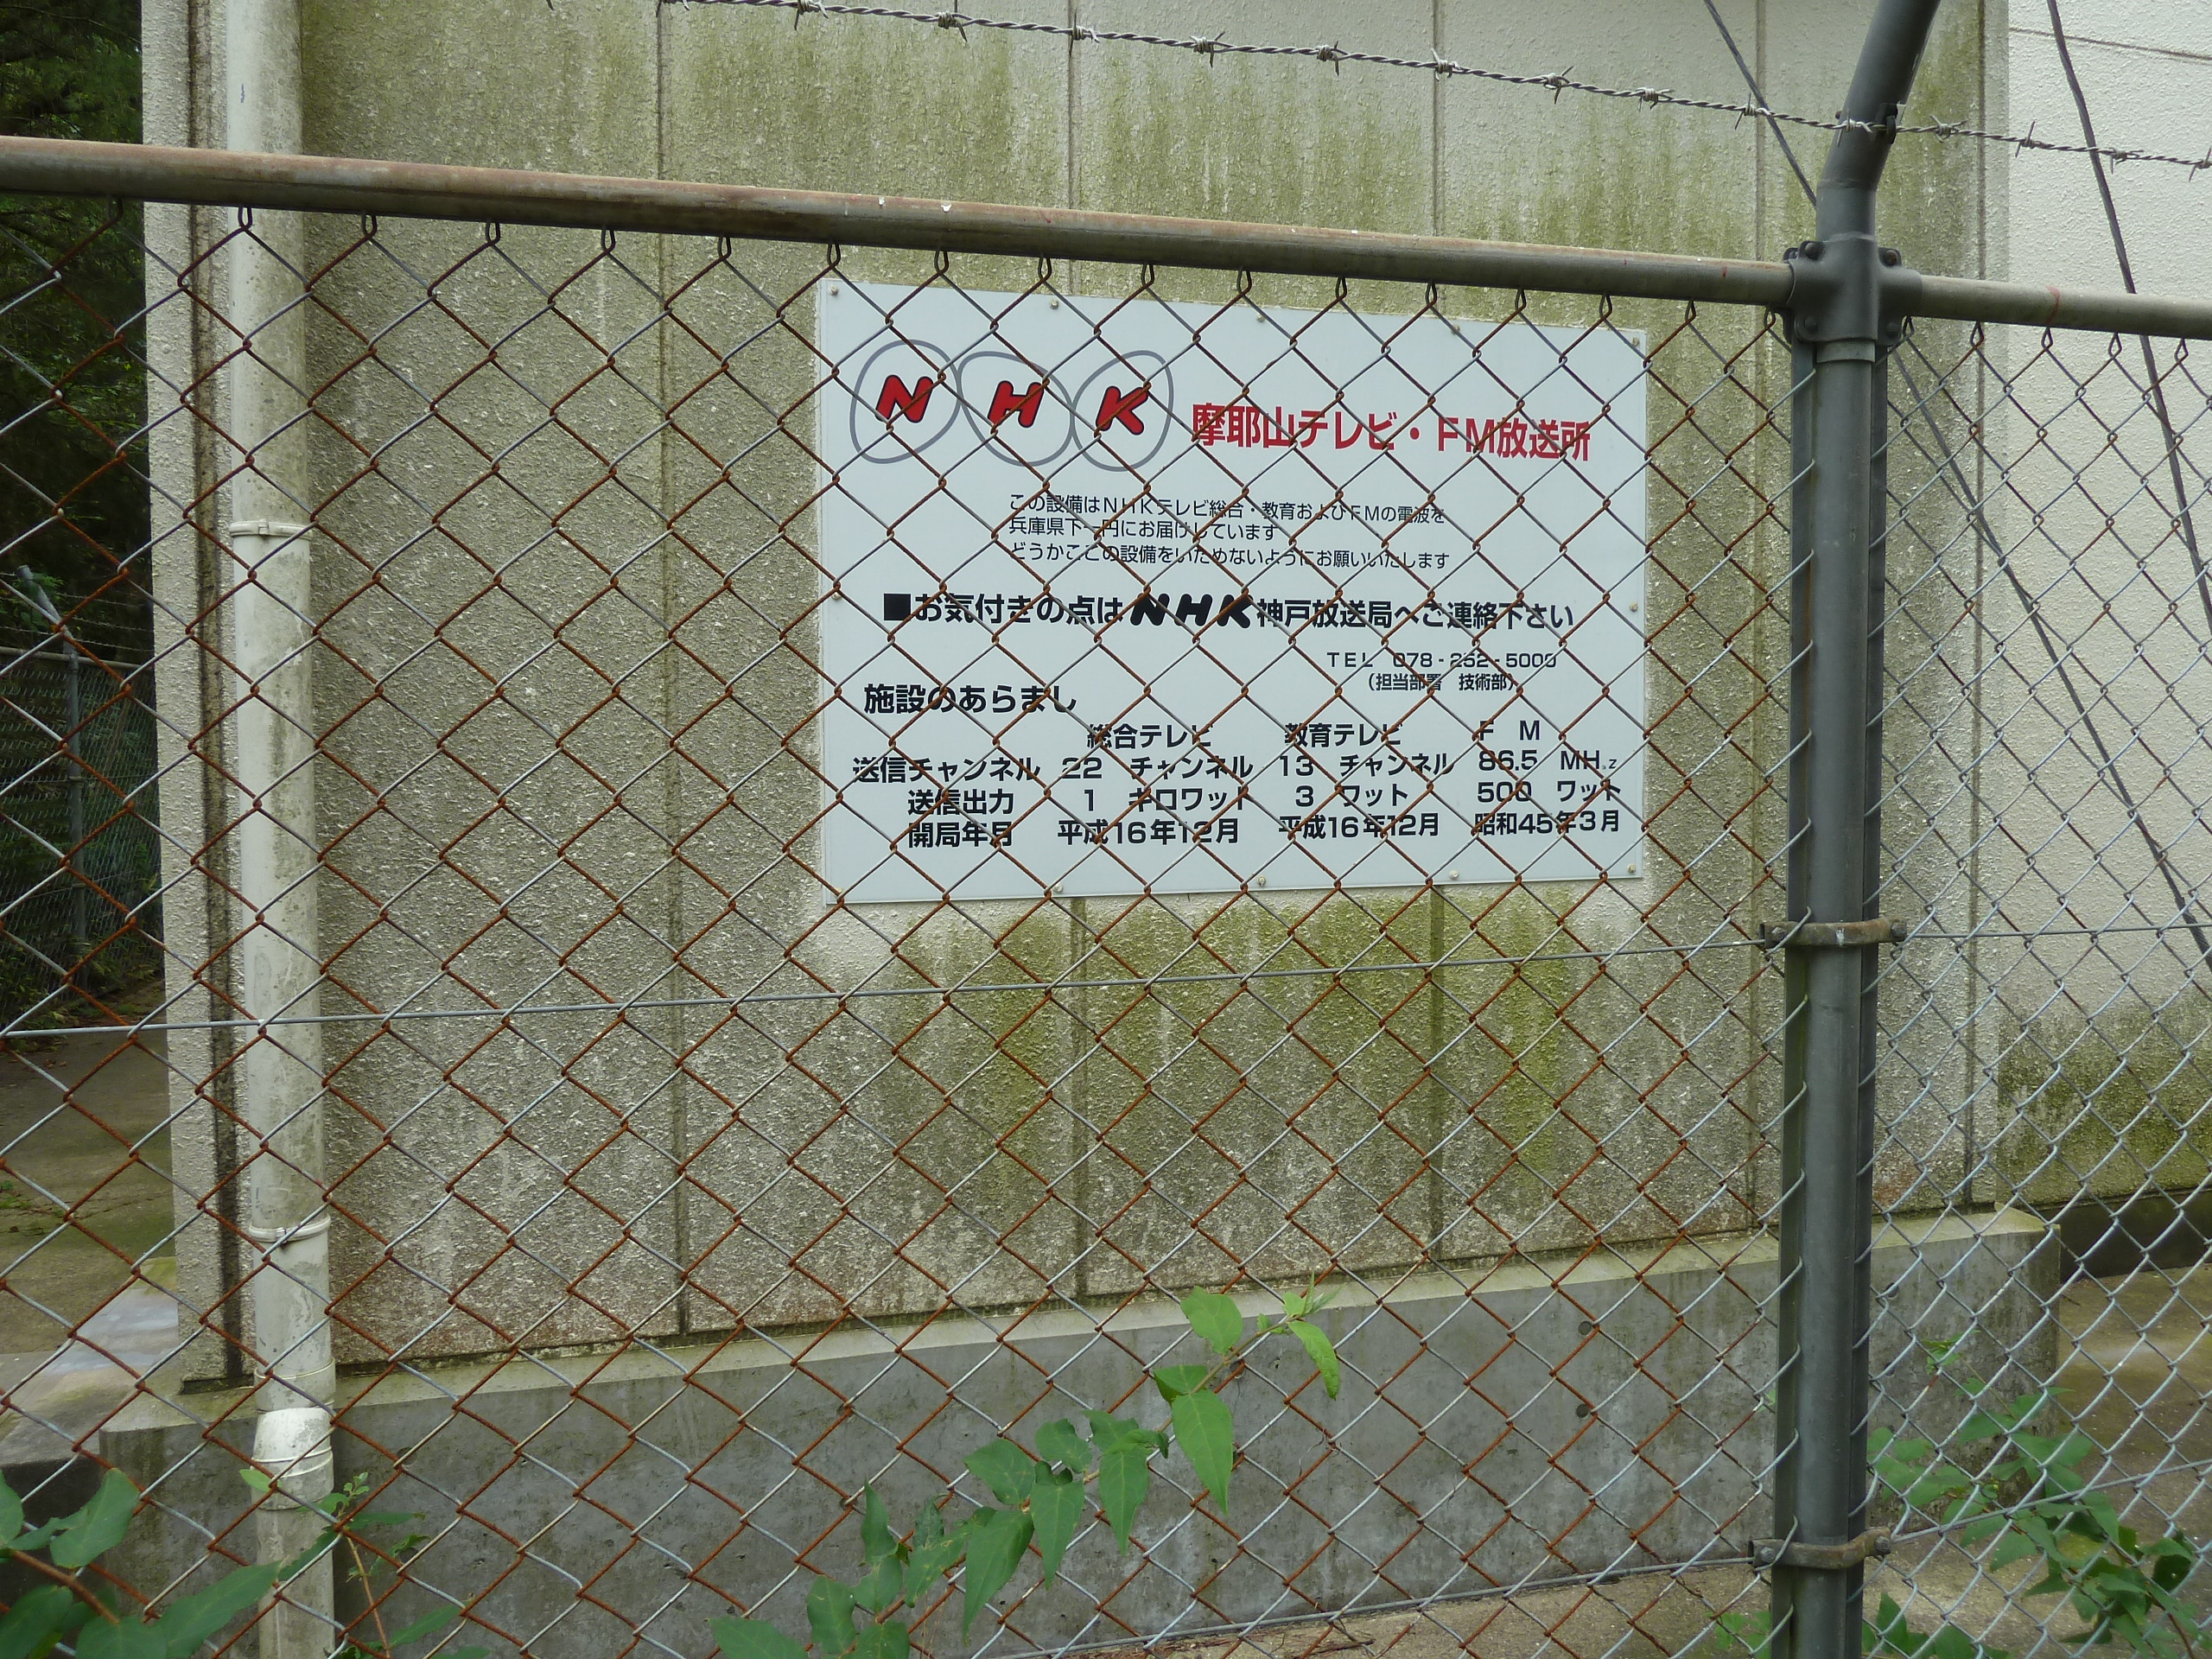 NHK 摩耶山テレビ・FM放送所
この設備はNHKテレビ総合・教育およびFMの電波を
兵庫県下一円にお届けしています
どうかここの設備をいためないようにお願いいたします
■お気付きの点はNHK神戸放送局へご連絡下さい
TEL 078-252-5000
(担当部署 技術部)
施設のあらまし
総合テレビ 教育テレビ F M
送信チャンネル 22 チャンネル 13 チャンネル 86.5 MHz
送信出力 1 キロワット 3 ワット 500 ワット
開局年月 平成16年12月 平成16年12月 昭和45年3月